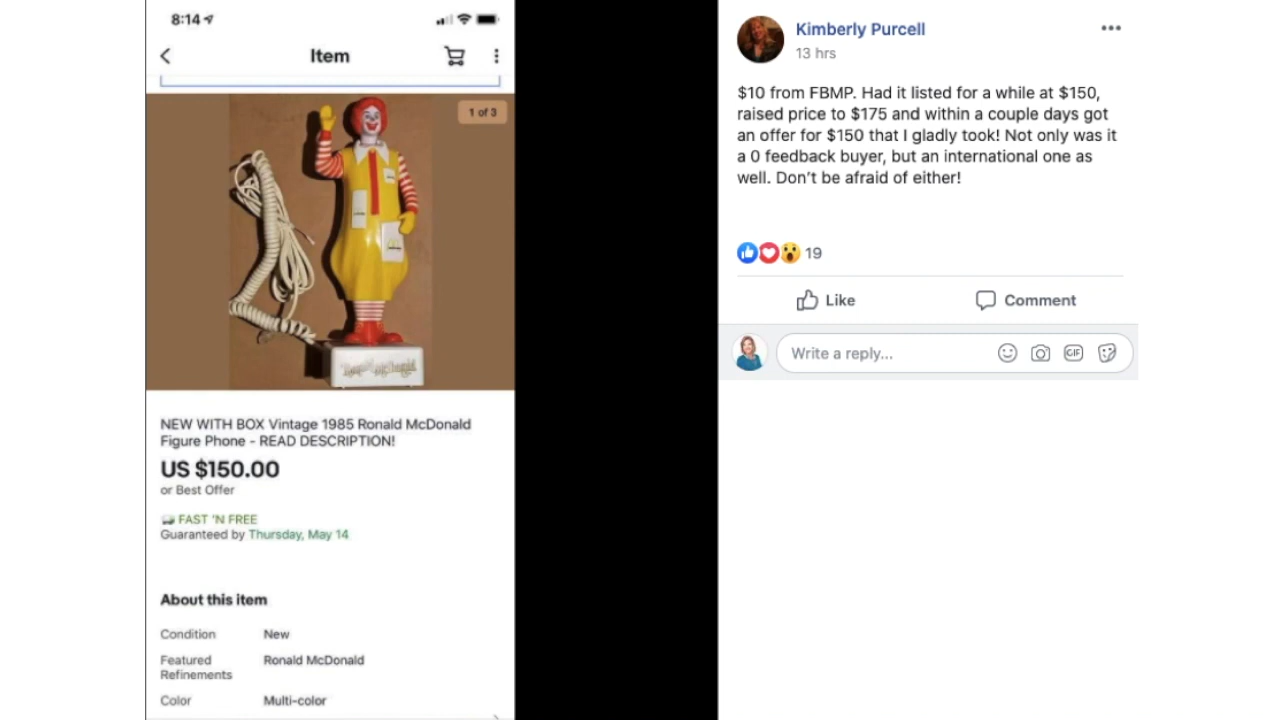 8:14
Item
1 of 3
NEW WITH BOX Vintage 1985 Ronald McDonald
Figure Phone - READ DESCRIPTION!
US $150.00
or Best Offer
FAST 'N FREE
Guaranteed by Thursday, May 14
About this item
Condition New
Featured Refinements Ronald McDonald
Color Multi-color
Kimberly Purcell
13 hrs
$10 from FBMP. Had it listed for a while at $150,
raised price to $175 and within a couple days got
an offer for $150 that I gladly took! Not only was it
a 0 feedback buyer, but an international one as
well. Don't be afraid of either!
19
Like Comment
Write a reply...
GIF